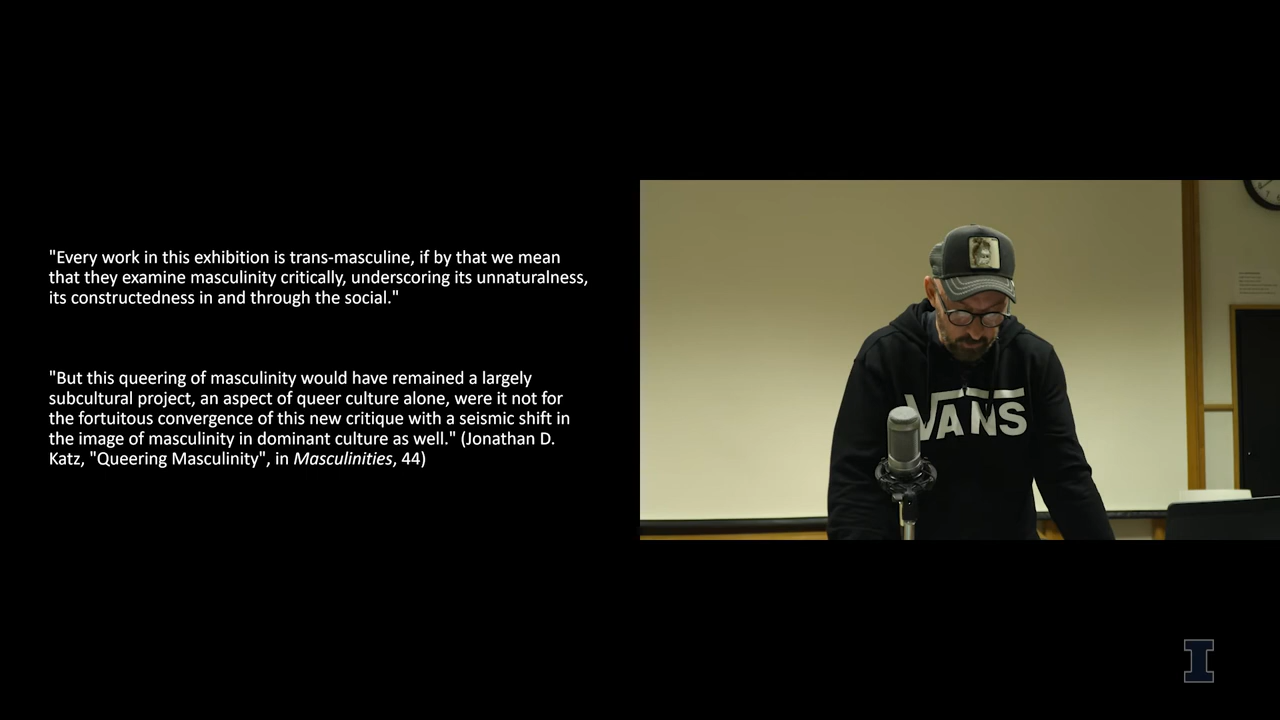 "Every work in this exhibition is trans-masculine, if by that we mean
that they examine masculinity critically, underscoring its unnaturalness,
its constructedness in and through the social."
"But this queering of masculinity would have remained a largely
subcultural project, an aspect of queer culture alone, were it not for
the fortuitous convergence of this new critique with a seismic shift in
the image of masculinity in dominant culture as well." (Jonathan D.
Katz, "Queering Masculinity", in Masculinities, 44)
VANS
I